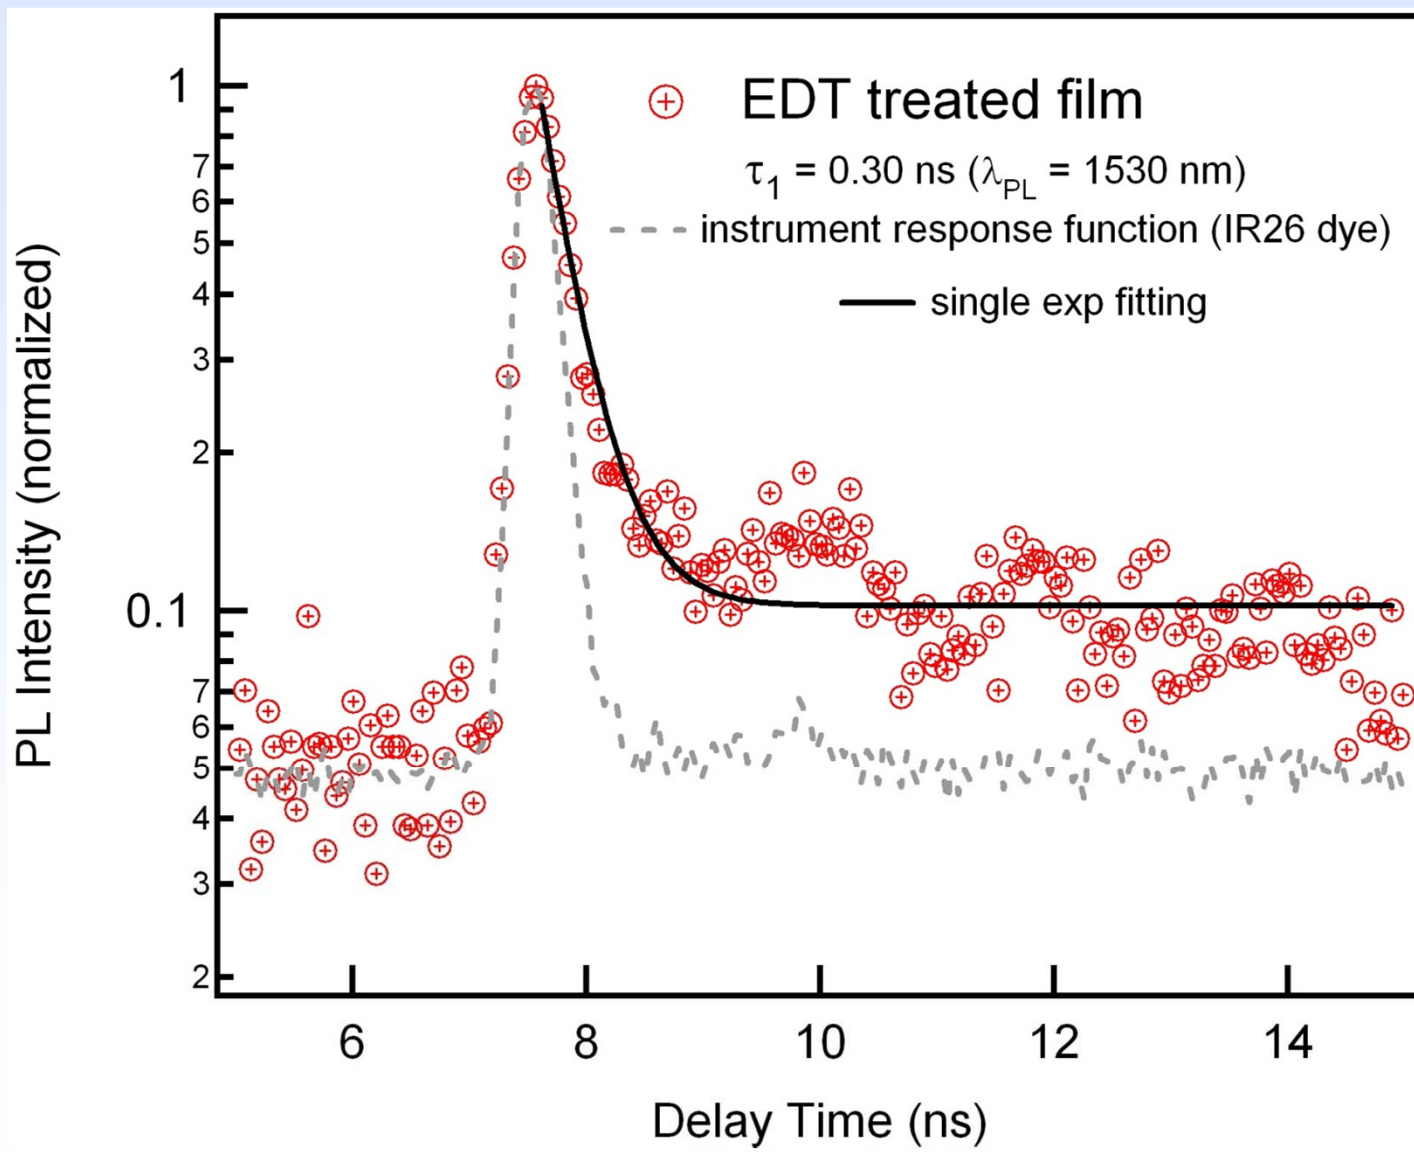 EDT treated film
τ1 = 0.30 ns (λPL = 1530 nm)
instrument response function (IR26 dye)
single exp fitting
PL Intensity (normalized)
1
7
6
5
4
3
2
0.1
7
6
5
4
3
2
6 8 10 12 14
Delay Time (ns)